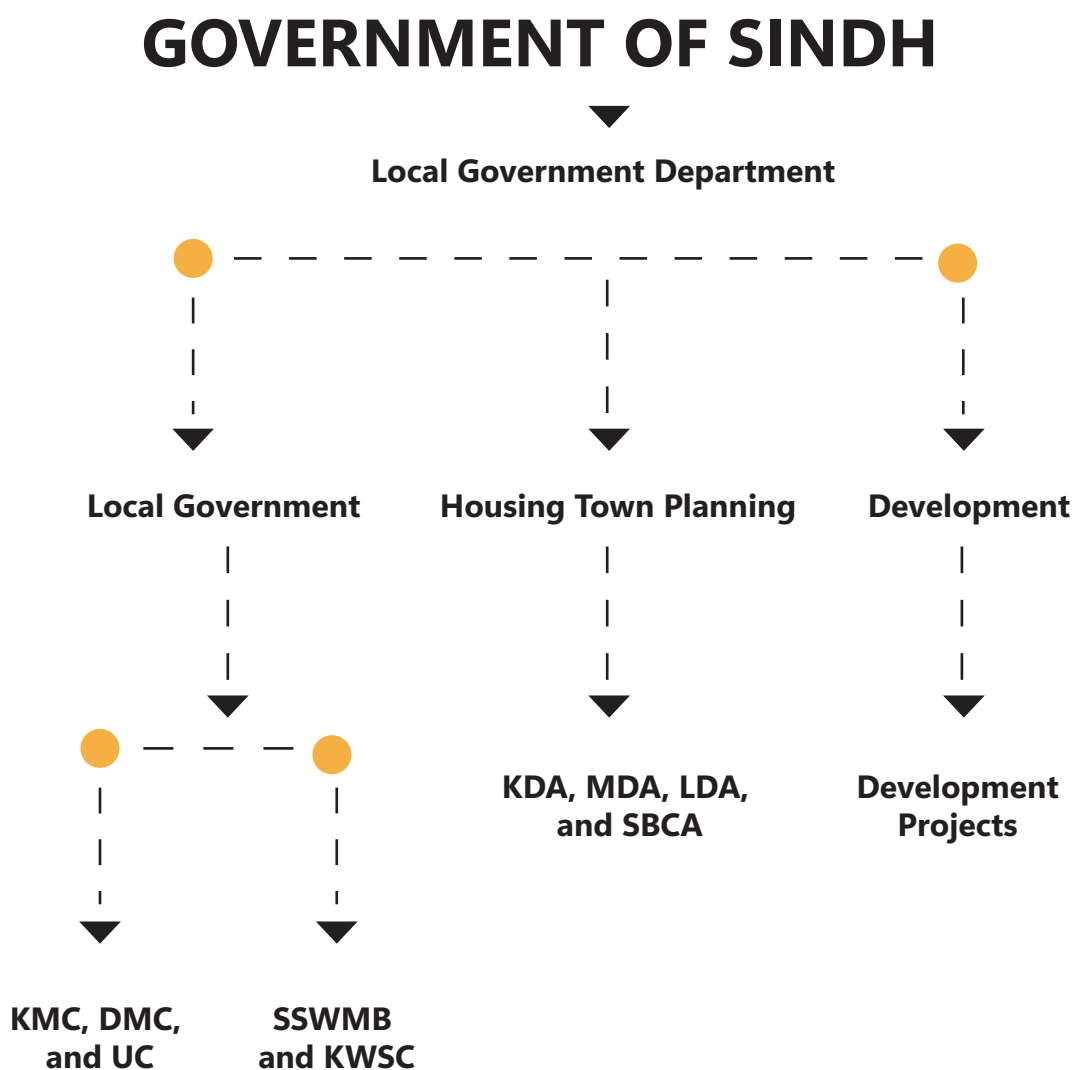 GOVERNMENT OF SINDH
Local Government Department
Local Government
Housing Town Planning
Development
KDA, MDA, LDA,
and SBCA
Development
Projects
KMC, DMC,
and UC
SSWMB
and KWSC